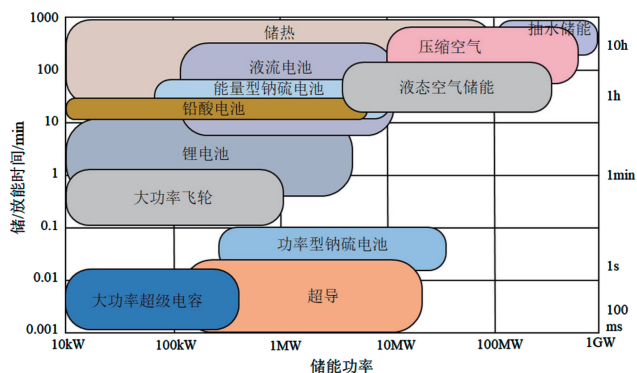 1000
100
10
1
0.1
0.01
0.001
储/放能时间/min
储热
抽水储能
压缩空气
液流电池
能量型钠硫电池
液态空气储能
铅酸电池
锂电池
大功率飞轮
功率型钠硫电池
大功率超级电容
超导
10h
1h
1min
1s
100
ms
10kW
100kW
1MW
10MW
100MW
1GW
储能功率